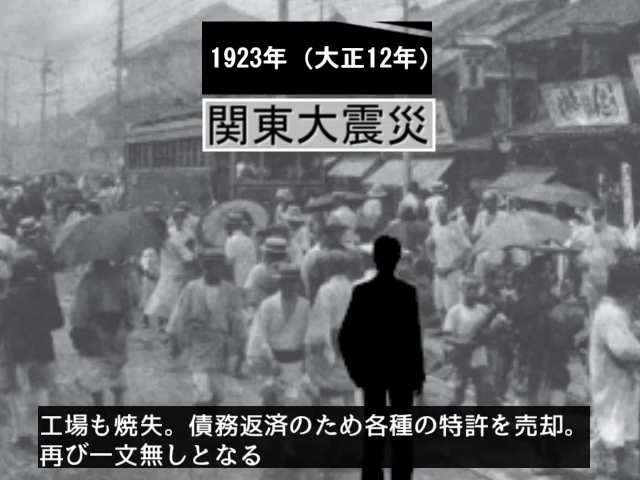 1923年（大正12年）
関東大震災
工場も焼失。債務返済のため各種の特許を売却。
再び一文無しとなる